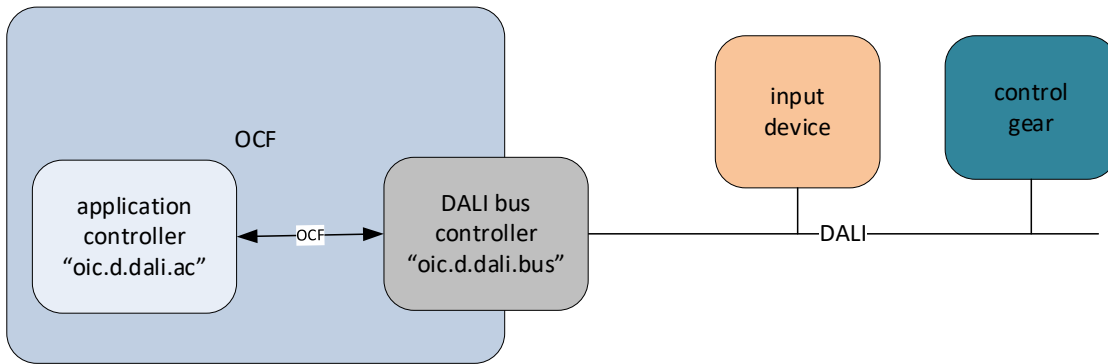 OCF
application
controller
“oic.d.dali.ac”
OCF
DALI bus
controller
“oic.d.dali.bus”
input
device
control
gear
DALI